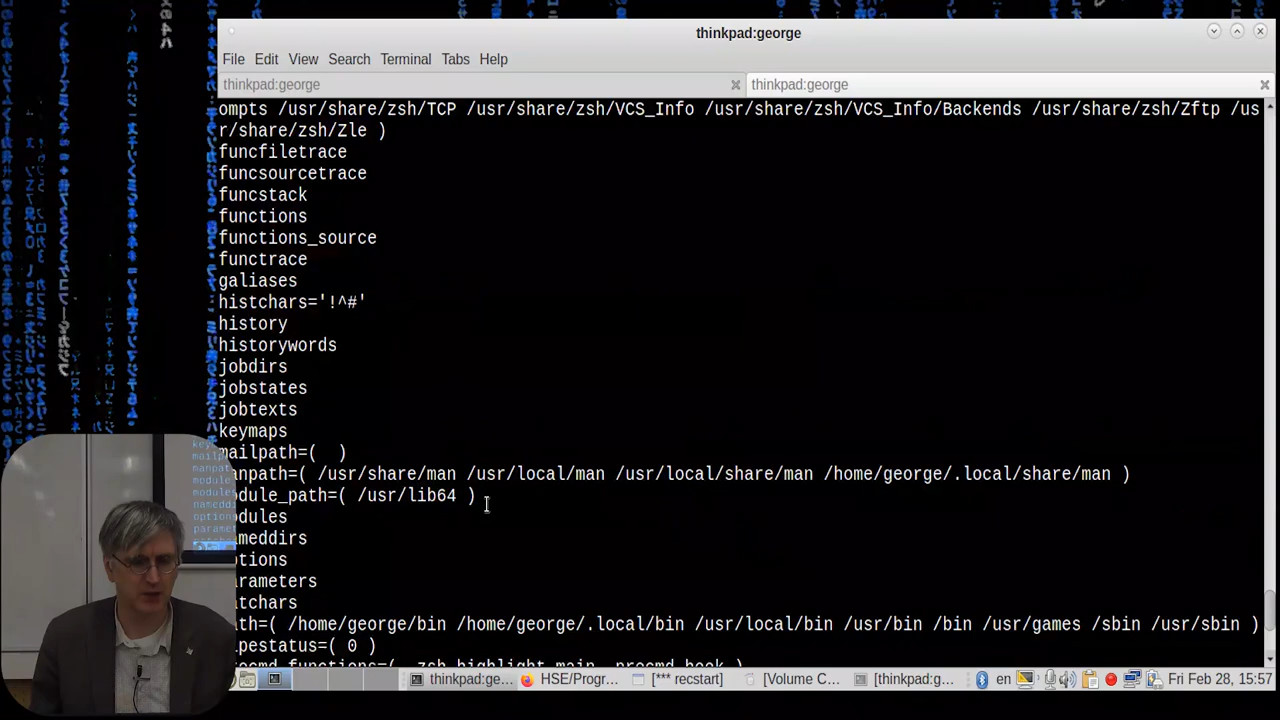 thinkpad:george
File Edit View Search Terminal Tabs Help
thinkpad:george
thinkpad:george
ompts /usr/share/zsh/TCP /usr/share/zsh/VCS_Info /usr/share/zsh/VCS_Info/Backends /usr/share/zsh/Zftp /us
r/share/zsh/Zle )
funcfiletrace
funcsourcetrace
funcstack
functions
functions_source
functrace
galiases
histchars='!^#'
history
historywords
jobdirs
jobstates
jobtexts
keymaps
mailpath=(  )
anpath=( /usr/share/man /usr/local/man /usr/local/share/man /home/george/.local/share/man )
dule_path=( /usr/lib64 )
odules
meddirs
tions
arameters
atchars
th=( /home/george/bin /home/george/.local/bin /usr/local/bin /usr/bin /bin /usr/games /sbin /usr/sbin )
pestatus=( 0 )
thinkpad:ge...
HSE/Progr...
[*** recstart]
[Volume C...
[thinkpad:g...
en
Fri Feb 28, 15:57